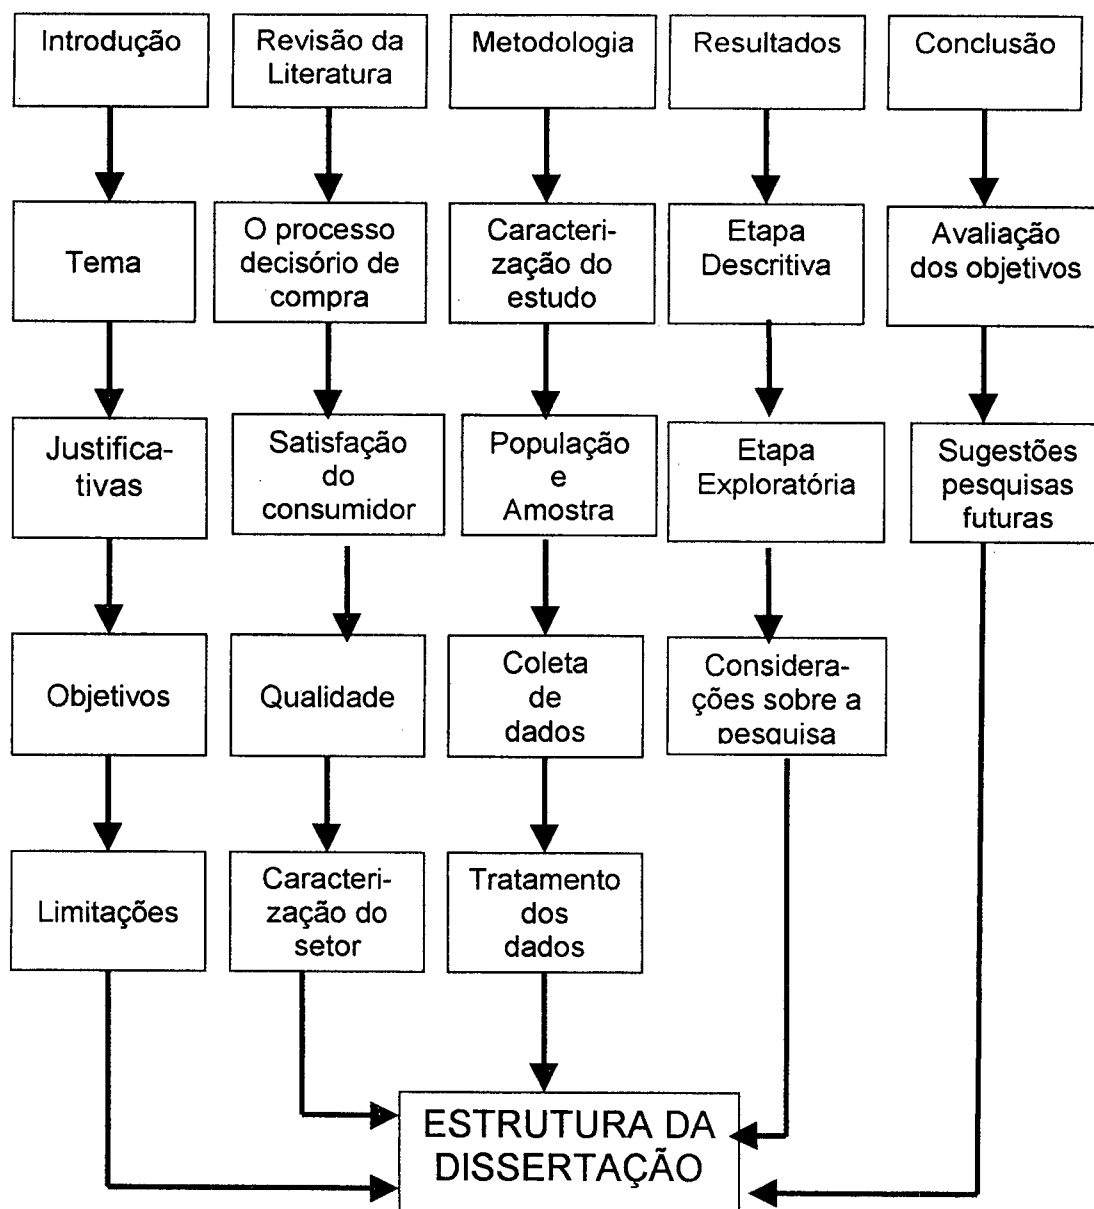 Introdução
Revisão da
Literatura
Metodologia
Resultados
Conclusão
Tema
O processo
decisório de
compra
Caracteri-
zação do
estudo
Etapa
Descritiva
Avaliação
dos objetivos
Justifica-
tivas
Satisfação
do
consumidor
População
e
Amostra
Etapa
Exploratória
Sugestões
pesquisas
futuras
Objetivos
Qualidade
Coleta
de
dados
Considera-
ções sobre a
pesquisa
Limitações
Caracteri-
zação do
setor
Tratamento
dos
dados
ESTRUTURA DA
DISSERTAÇÃO